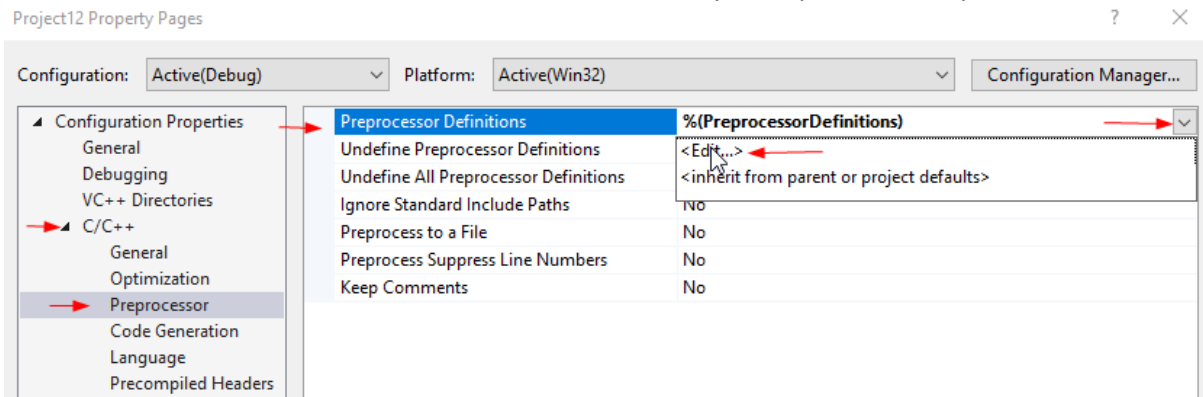 Project12 Property Pages
? ×
Configuration: Active(Debug) Platform: Active(Win32) Configuration Manager...
Configuration Properties
General
Debugging
VC++ Directories
C/C++
General
Optimization
Preprocessor
Code Generation
Language
Precompiled Headers
Preprocessor Definitions %(PreprocessorDefinitions)
<Edit...>
<inherit from parent or project defaults>
Undefine Preprocessor Definitions
Undefine All Preprocessor Definitions
Ignore Standard Include Paths No
Preprocess to a File No
Preprocess Suppress Line Numbers No
Keep Comments No